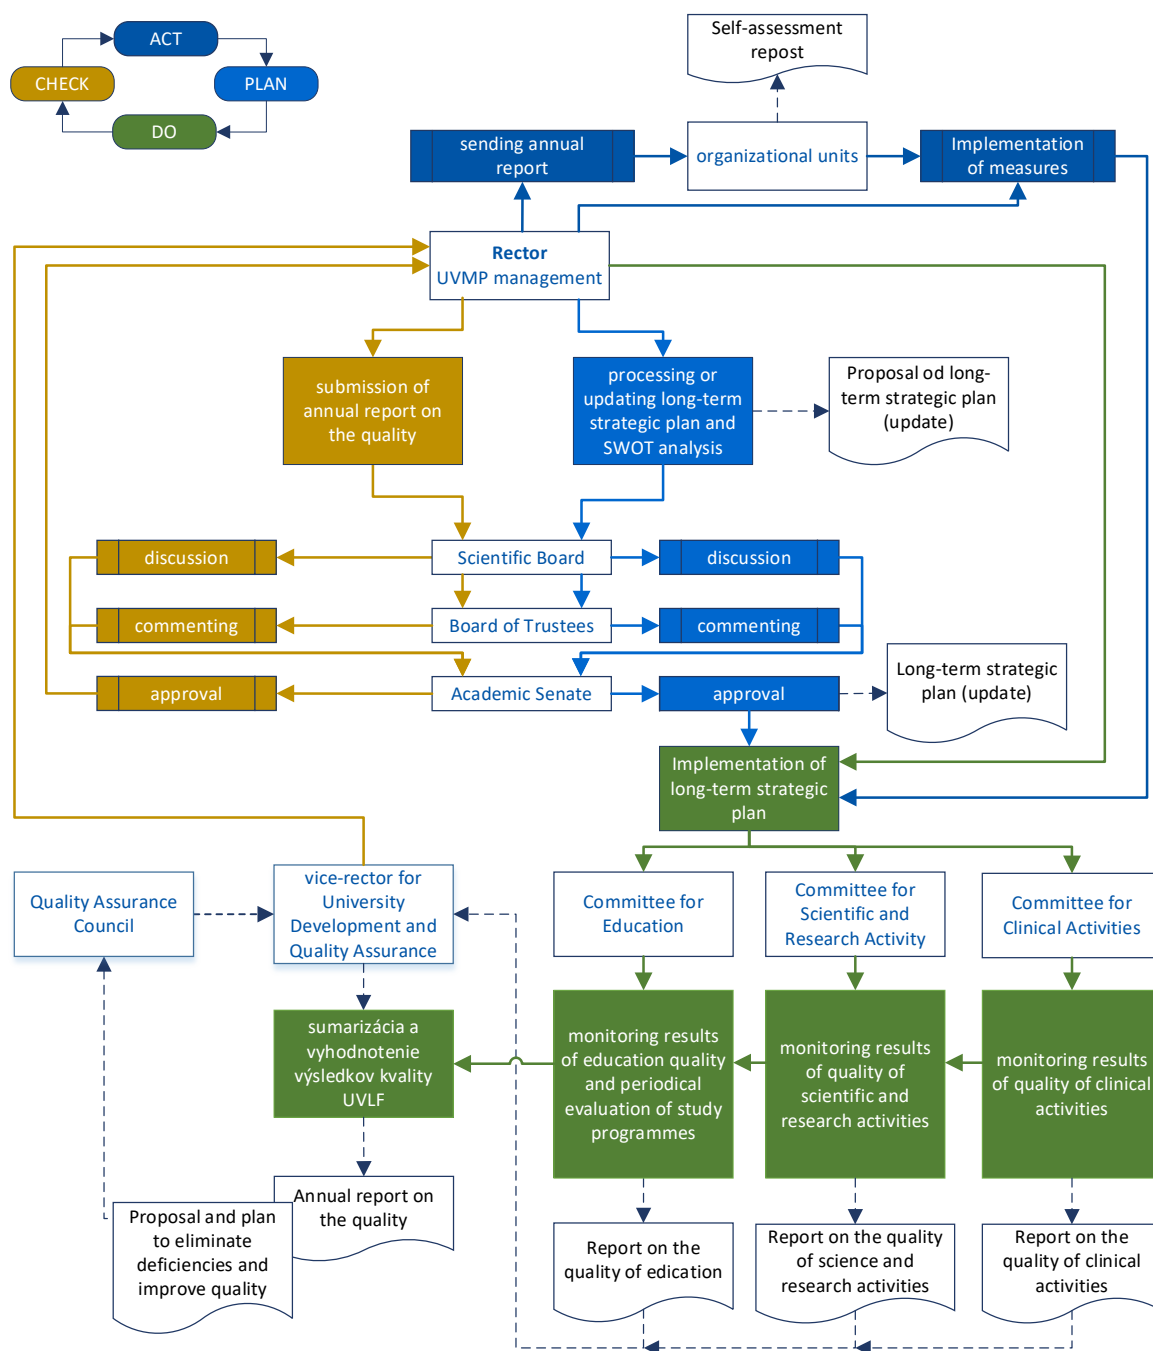 ACT
CHECK
PLAN
DO
Self-assessment
repost
sending annual
report
organizational units
Implementation
of measures
Rector
UVMP management
submission of
annual report on
the quality
processing or
updating long-term
strategic plan and
SWOT analysis
Proposal od long-
term strategic plan
(update)
discussion
Scientific Board
discussion
commenting
Board of Trustees
commenting
approval
Academic Senate
approval
Long-term strategic
plan (update)
Implementation of
long-term strategic
plan
Quality Assurance
Council
vice-rector for
University
Development and
Quality Assurance
Committee for
Education
Committee for
Scientific and
Research Activity
Committee for
Clinical Activities
sumarizácia a
vyhodnotenie
výsledkov kvality
UVLF
monitoring results
of education quality
and periodical
evaluation of study
programmes
monitoring results
of quality of
scientific and
research activities
monitoring results
of quality of clinical
activities
Annual report on
the quality
Proposal and plan
to eliminate
deficiencies and
improve quality
Report on the
quality of edication
Report on the quality
of science and
research activities
Report on the
quality of clinical
activities